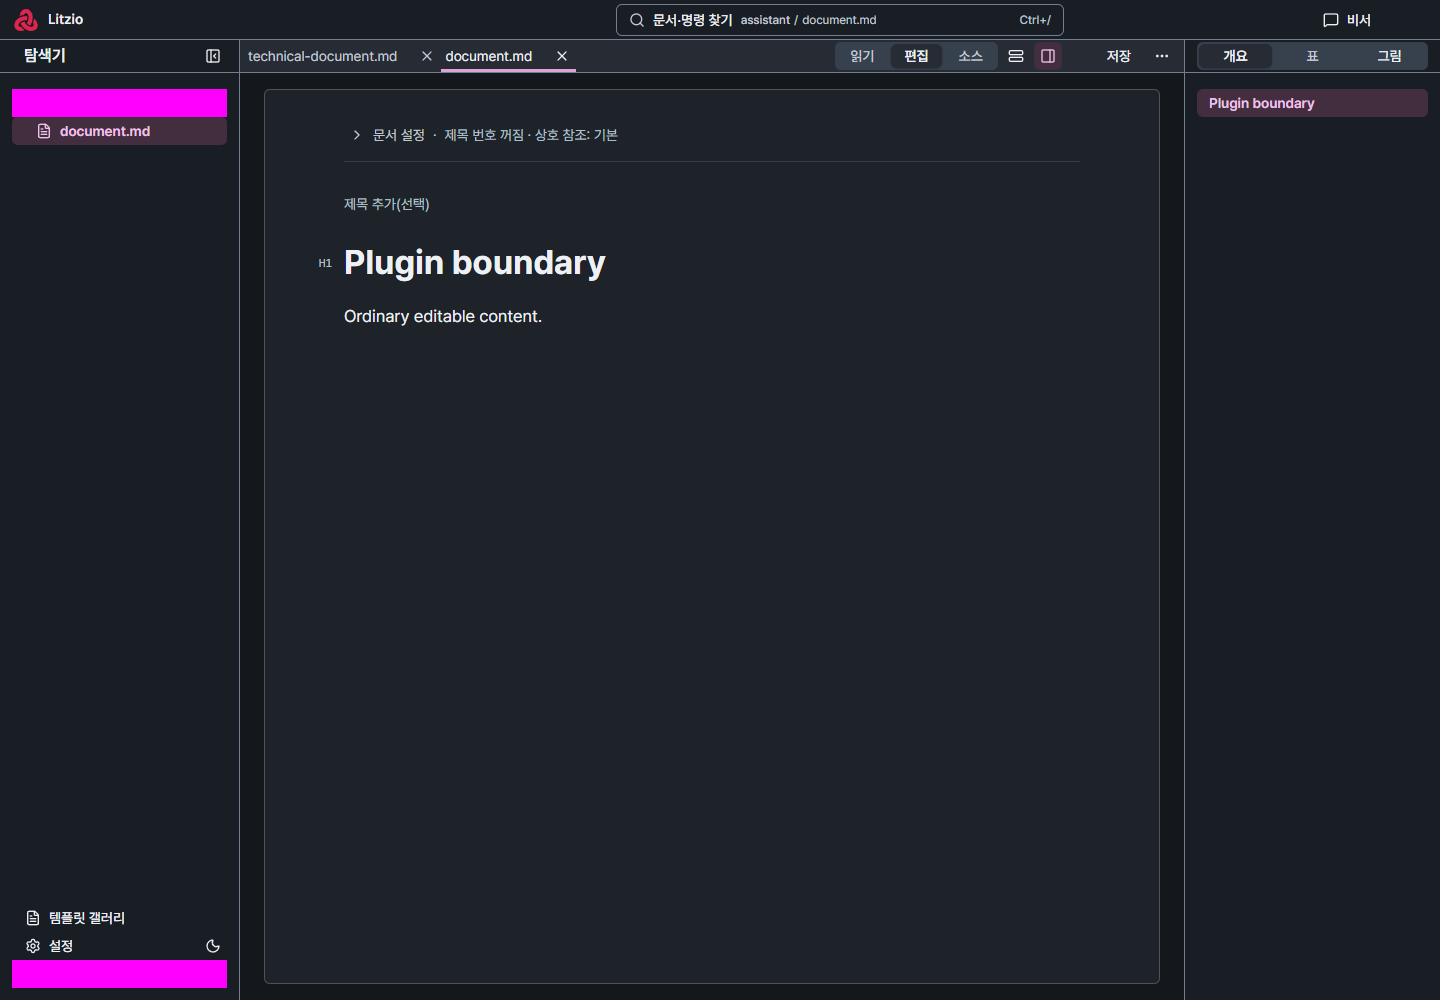 Litzio
문서·명령 찾기 assistant / document.md Ctrl+/
비서
탐색기
technical-document.md
document.md
읽기 편집 소스
저장
개요 표 그림
document.md
문서 설정 · 제목 번호 꺼짐 · 상호 참조: 기본
제목 추가(선택)
H1 Plugin boundary
Ordinary editable content.
Plugin boundary
템플릿 갤러리
설정